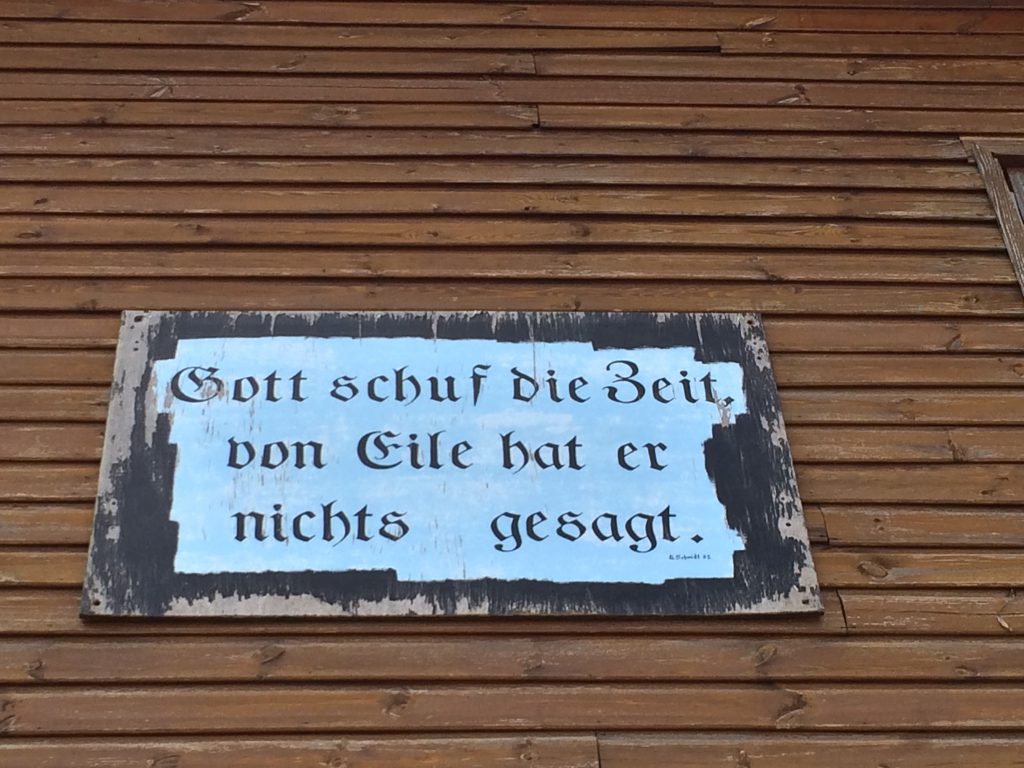 Gott schuf die Zeit,
von Eile hat er
nichts gesagt.